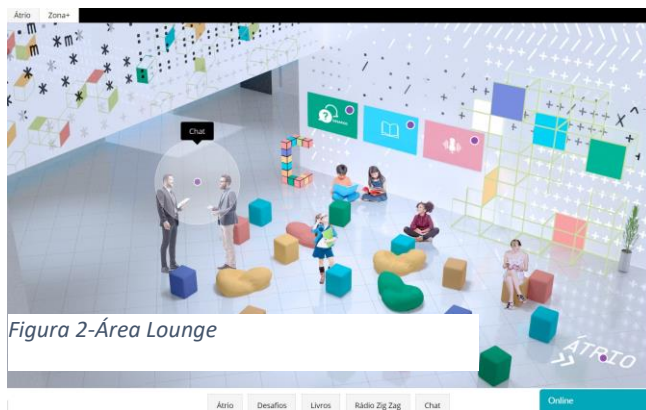 Átrio Zona+
Chat
Figura 2-Área Lounge
ÁTRIO
Átrio Desafios Livros Rádio Zig Zag Chat
Online